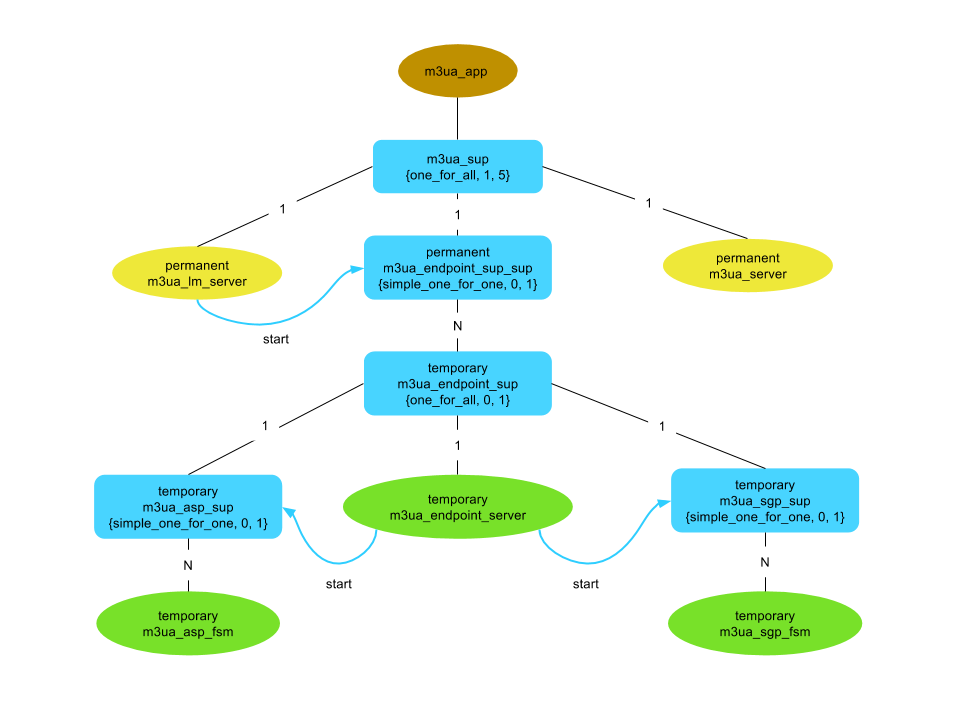 m3ua_app
m3ua_sup
{one_for_all, 1, 5}
1
1
1
permanent
m3ua_lm_server
permanent
m3ua_endpoint_sup_sup
{simple_one_for_one, 0, 1}
permanent
m3ua_server
start
N
temporary
m3ua_endpoint_sup
{one_for_all, 0, 1}
1
1
1
temporary
m3ua_asp_sup
{simple_one_for_one, 0, 1}
temporary
m3ua_endpoint_server
temporary
m3ua_sgp_sup
{simple_one_for_one, 0, 1}
start
start
N
N
temporary
m3ua_asp_fsm
temporary
m3ua_sgp_fsm